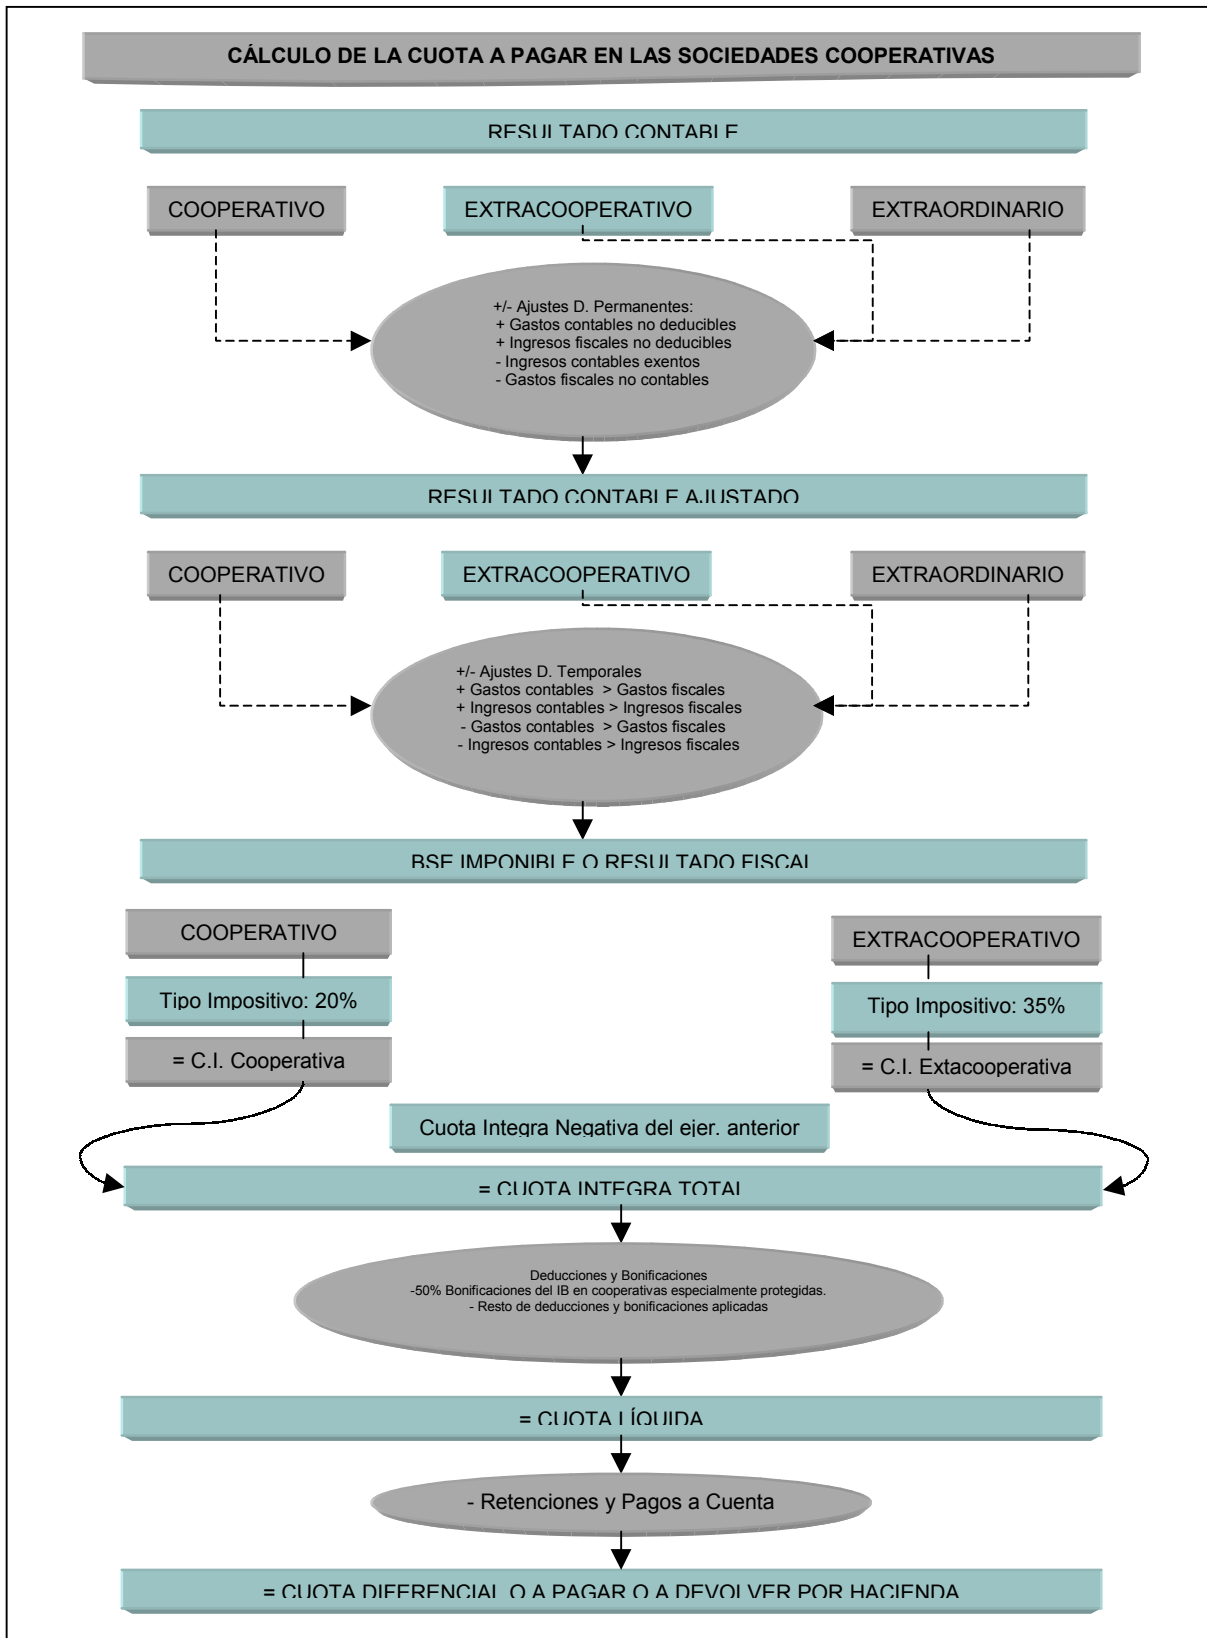 CÁLCULO DE LA CUOTA A PAGAR EN LAS SOCIEDADES COOPERATIVAS
RESULTADO CONTABLE
COOPERATIVO
EXTRACOOPERATIVO
EXTRAORDINARIO
+/- Ajustes D. Permanentes:
+ Gastos contables no deducibles
+ Ingresos fiscales no deducibles
- Ingresos contables exentos
- Gastos fiscales no contables
RESULTADO CONTABLE AJUSTADO
COOPERATIVO
EXTRACOOPERATIVO
EXTRAORDINARIO
+/- Ajustes D. Temporales
+ Gastos contables > Gastos fiscales
+ Ingresos contables > Ingresos fiscales
- Gastos contables > Gastos fiscales
- Ingresos contables > Ingresos fiscales
BSE IMPONIBLE O RESULTADO FISCAL
COOPERATIVO
EXTRACOOPERATIVO
Tipo Impositivo: 20%
Tipo Impositivo: 35%
= C.I. Cooperativa
= C.I. Extacooperativa
Cuota Integra Negativa del ejer. anterior
= CUOTA INTEGRA TOTAL
Deducciones y Bonificaciones
-50% Bonificaciones del IB en cooperativas especialmente protegidas.
- Resto de deducciones y bonificaciones aplicadas
= CUOTA LÍQUIDA
- Retenciones y Pagos a Cuenta
= CUOTA DIFERENCIAL O A PAGAR O A DEVOLVER POR HACIENDA